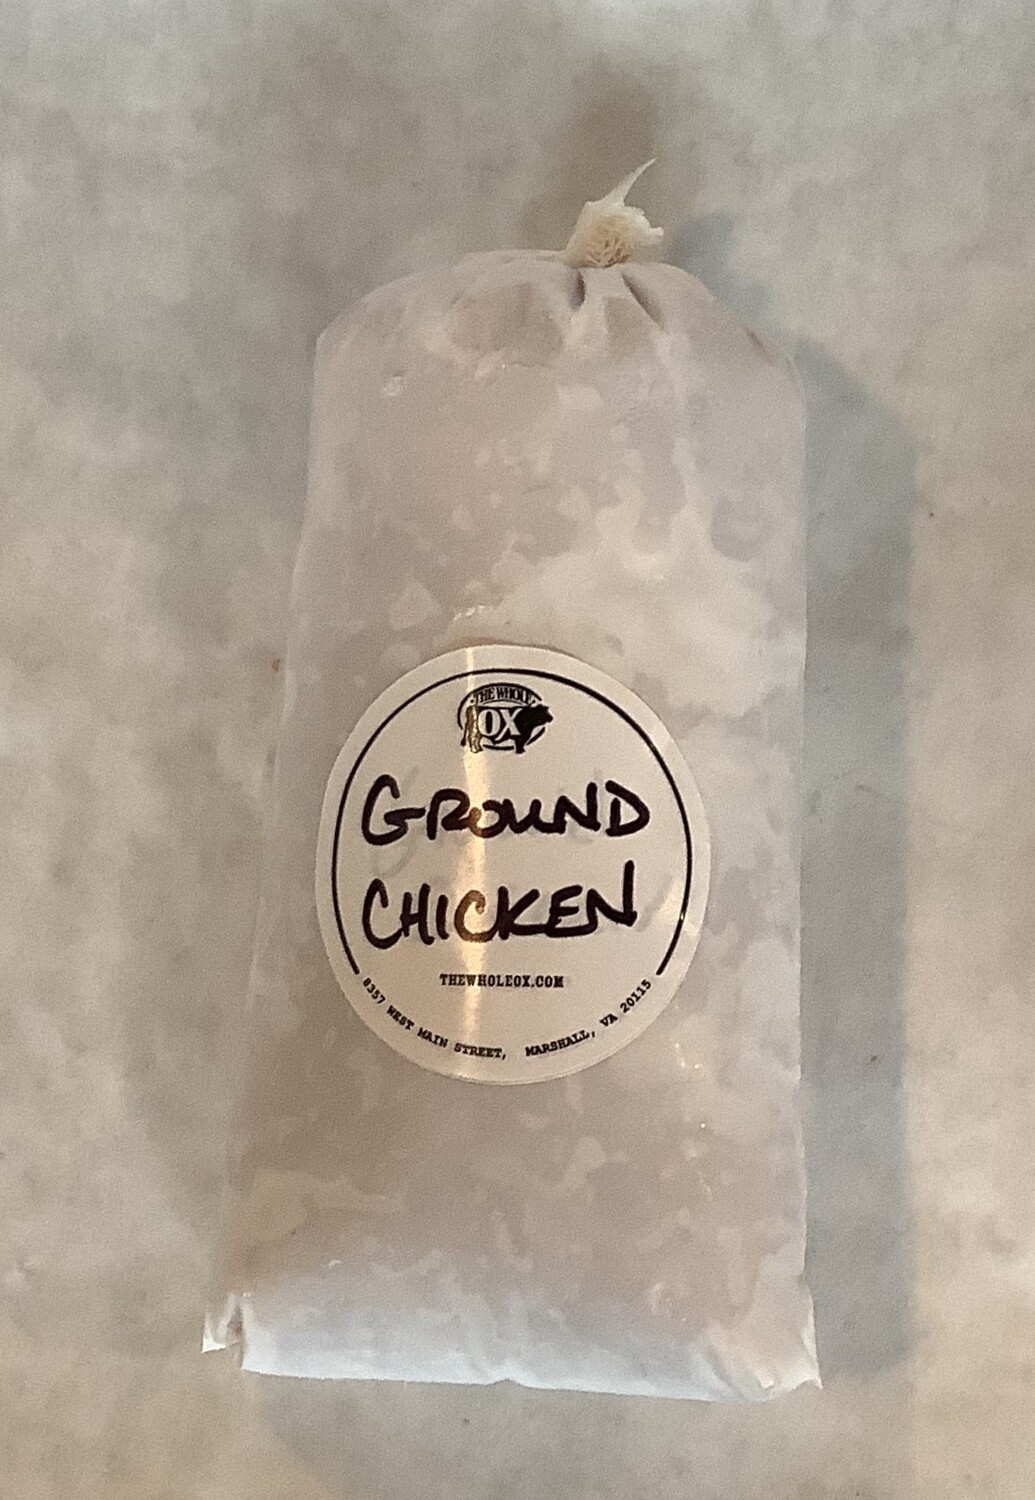 THE WHOLE
OX
GROUND
CHICKEN
THEWHOLEOX.COM
8357 WEST MAIN STREET, MARSHALL, VA 20115